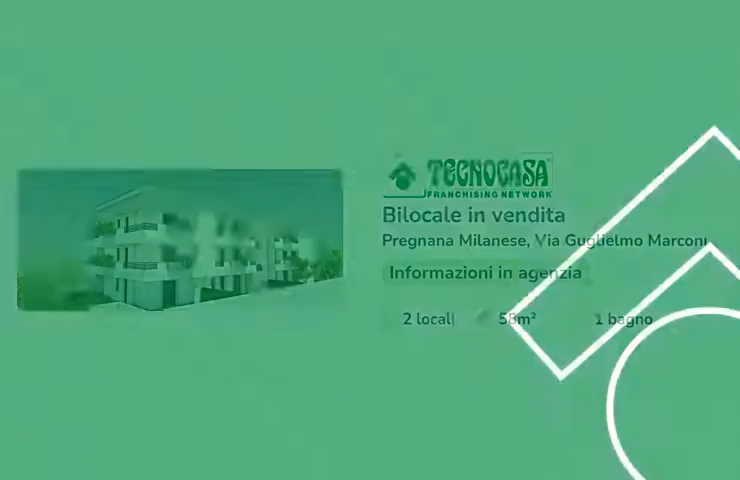 TECNOCASA
FRANCHISING NETWORK
Bilocale in vendita
Pregnana Milanese, Via Guglielmo Marconi
Informazioni in agenzia
2 locali 58m² 1 bagno